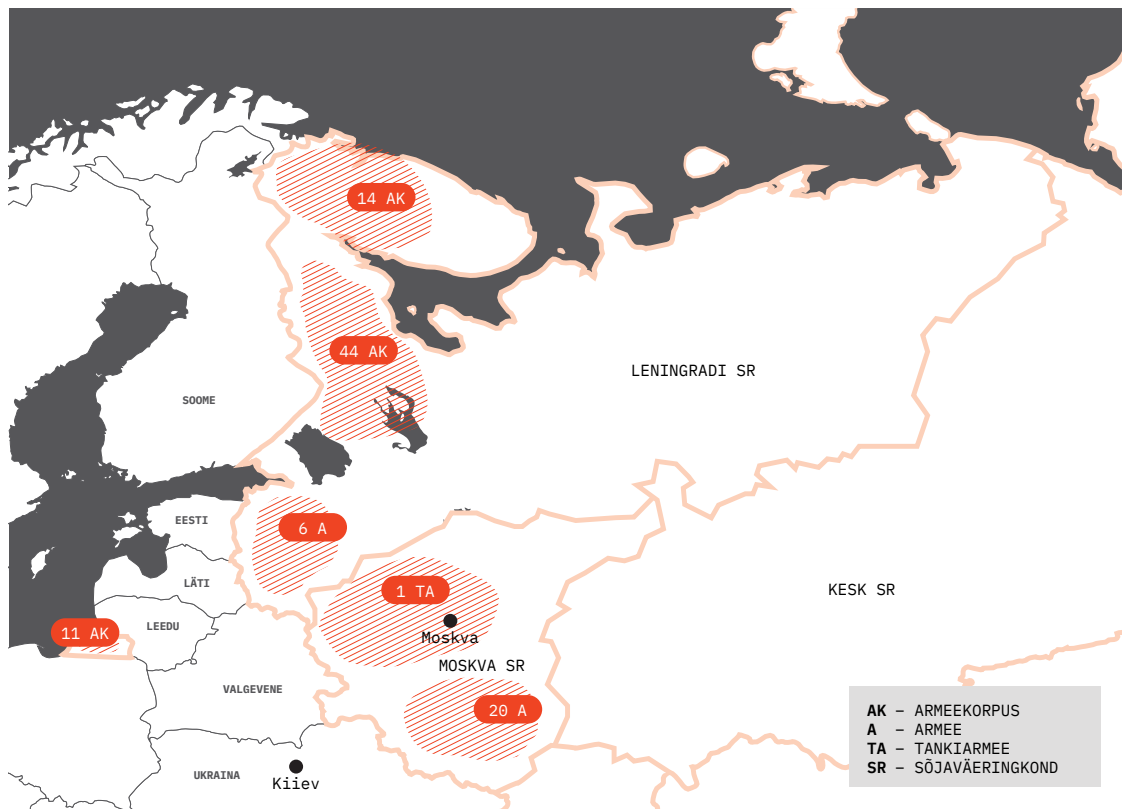 14 AK
44 AK
LENINGRADI SR
SOOME
6 A
EESTI
LÄTI
1 TA
KESK SR
LEEDU
11 AK
Moskva
MOSKVA SR
VALGEVENE
20 A
UKRAINA
Kiiev
AK – ARMEEKORPUS
A – ARMEE
TA – TANKIARMEE
SR – SÕJAVÄERINGKOND